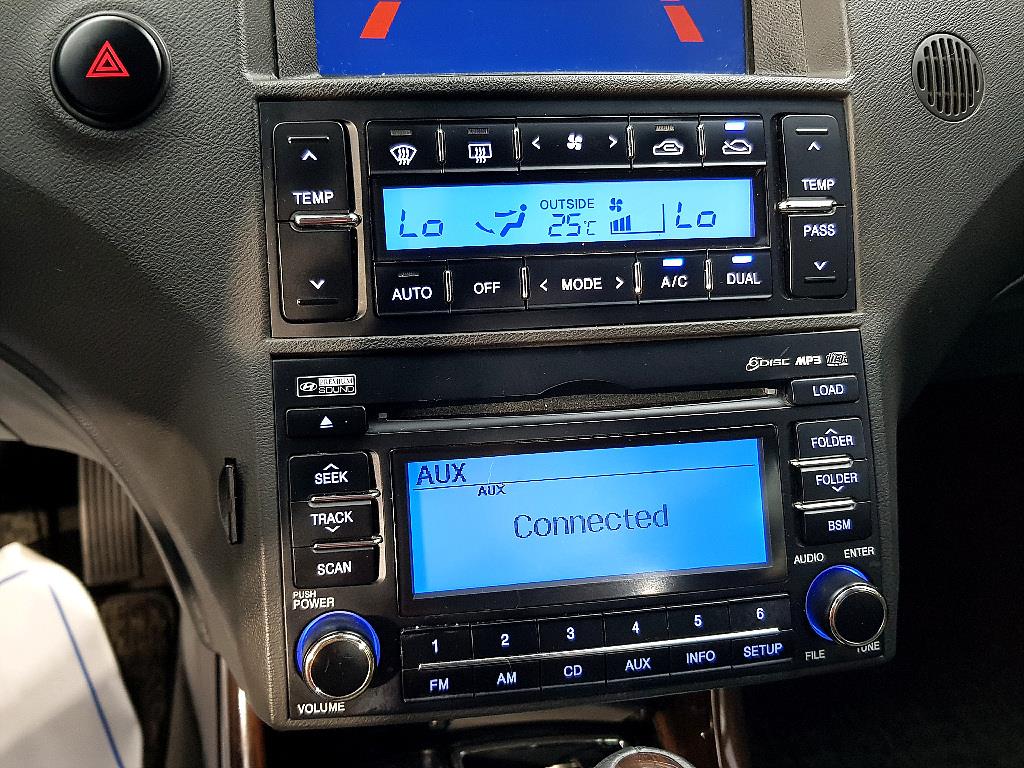 TEMP
TEMP
PASS
Lo
OUTSIDE
25°C
Lo
AUTO
OFF
< MODE >
A/C
DUAL
PREMIUM
SOUND
6DISC MP3
LOAD
SEEK
TRACK
SCAN
AUX
AUX
Connected
FOLDER
FOLDER
BSM
PUSH
POWER
VOLUME
AUDIO
ENTER
FILE
TUNE
1 2 3 4 5 6
FM AM CD AUX INFO SETUP